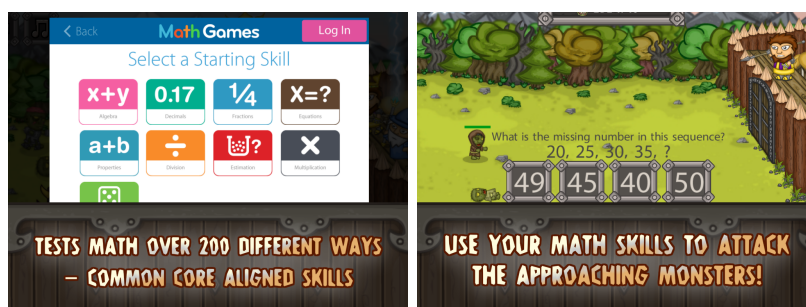 Back
Math Games
Log In
Select a Starting Skill
x+y
0.17
1/4
X=?
Algebra
Decimals
Fractions
Equations
a+b
÷
?
×
Properties
Division
Estimation
Multiplication
TESTS MATH OVER 200 DIFFERENT WAYS
– COMMON CORE ALIGNED SKILLS
What is the missing number in this sequence?
20, 25, 30, 35, ?
49 45 40 50
USE YOUR MATH SKILLS TO ATTACK
THE APPROACHING MONSTERS!